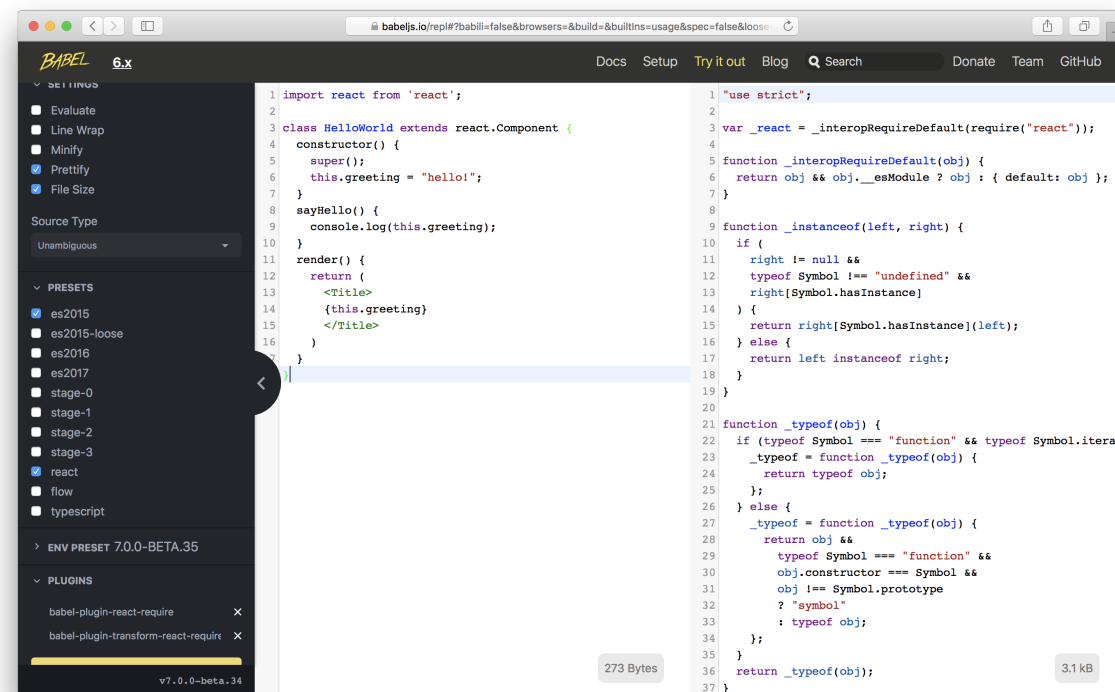 babeljs.io/repl#?babili=false&browsers=&build=&builtIns=usage&spec=false&loose=
BABEL 6.x Docs Setup Try it out Blog Search Donate Team GitHub
SETTINGS
Evaluate
Line Wrap
Minify
Prettify
File Size
Source Type
Unambiguous
PRESETS
es2015
es2015-loose
es2016
es2017
stage-0
stage-1
stage-2
stage-3
react
flow
typescript
ENV PRESET 7.0.0-BETA.35
PLUGINS
babel-plugin-react-require
babel-plugin-transform-react-require
v7.0.0-beta.34
1 import react from 'react';
2
3 class HelloWorld extends react.Component {
4   constructor() {
5     super();
6     this.greeting = "hello!";
7   }
8   sayHello() {
9     console.log(this.greeting);
10   }
11   render() {
12     return (
13       <Title>
14       {this.greeting}
15       </Title>
16     )
7   }
}
273 Bytes
1 "use strict";
2
3 var _react = _interopRequireDefault(require("react"));
4
5 function _interopRequireDefault(obj) {
6   return obj && obj.__esModule ? obj : { default: obj };
7 }
8
9 function _instanceof(left, right) {
10   if (
11     right != null &&
12     typeof Symbol !== "undefined" &&
13     right[Symbol.hasInstance]
14   ) {
15     return right[Symbol.hasInstance](left);
16   } else {
17     return left instanceof right;
18   }
19 }
20
21 function _typeof(obj) {
22   if (typeof Symbol === "function" && typeof Symbol.itera
23     _typeof = function _typeof(obj) {
24       return typeof obj;
25     };
26   } else {
27     _typeof = function _typeof(obj) {
28       return obj &&
29         typeof Symbol === "function" &&
30         obj.constructor === Symbol &&
31         obj !== Symbol.prototype
32         ? "symbol"
33         : typeof obj;
34     };
35   }
36   return _typeof(obj);
37 }
3.1 kB